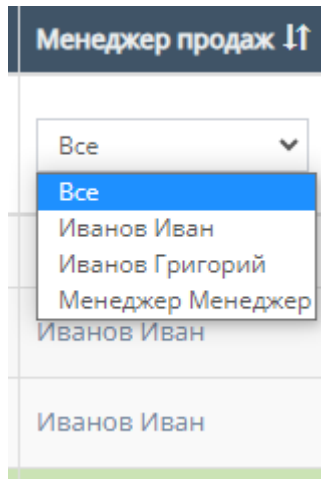 Менеджер продаж
Все
Все
Иванов Иван
Иванов Григорий
Менеджер Менеджер
Иванов Иван
Иванов Иван